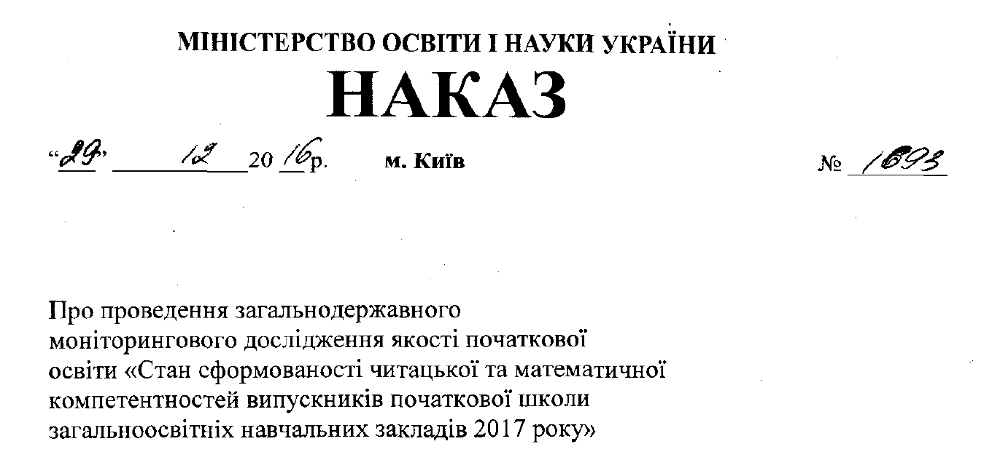 МІНІСТЕРСТВО ОСВІТИ І НАУКИ УКРАЇНИ
НАКАЗ
“29” 12 2016 р. м. Київ № 1693
Про проведення загальнодержавного
моніторингового дослідження якості початкової
освіти «Стан сформованості читацької та математичної
компетентностей випускників початкової школи
загальноосвітніх навчальних закладів 2017 року»